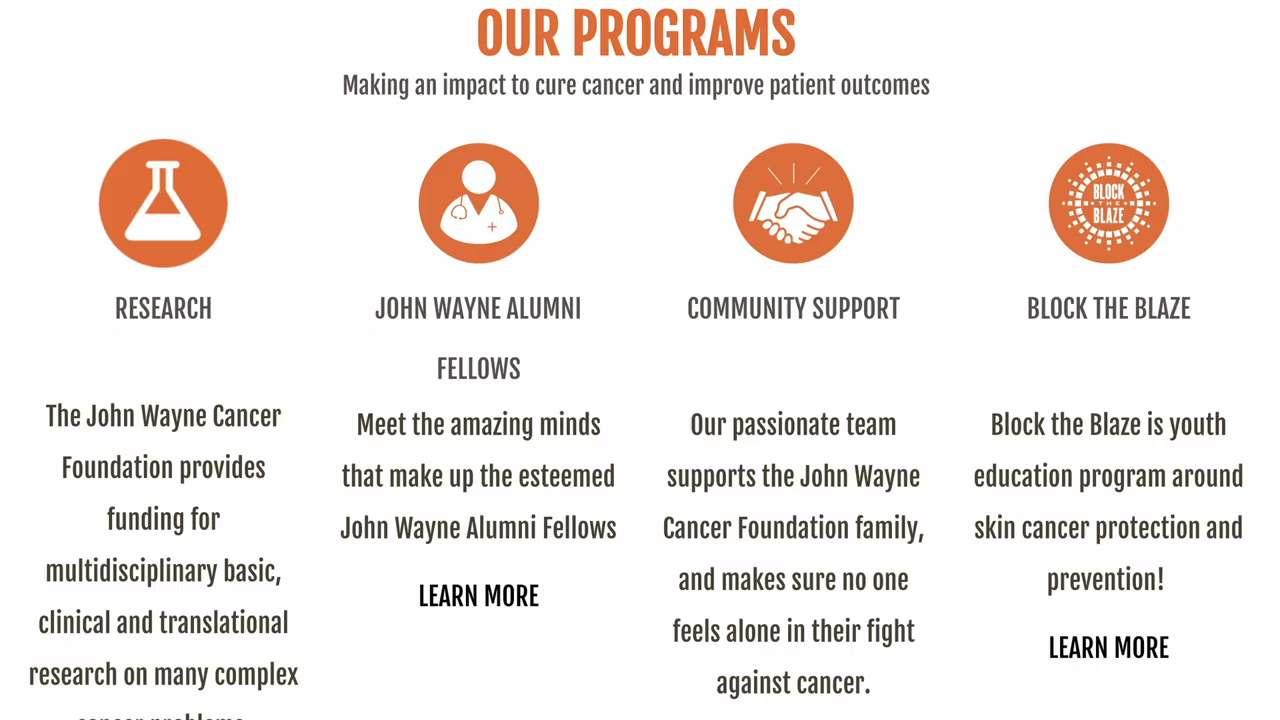 OUR PROGRAMS
Making an impact to cure cancer and improve patient outcomes
RESEARCH
The John Wayne Cancer
Foundation provides
funding for
multidisciplinary basic,
clinical and translational
research on many complex
cancer problems
JOHN WAYNE ALUMNI
FELLOWS
Meet the amazing minds
that make up the esteemed
John Wayne Alumni Fellows
LEARN MORE
COMMUNITY SUPPORT
Our passionate team
supports the John Wayne
Cancer Foundation family,
and makes sure no one
feels alone in their fight
against cancer.
BLOCK
THE
BLAZE
BLOCK THE BLAZE
Block the Blaze is youth
education program around
skin cancer protection and
prevention!
LEARN MORE